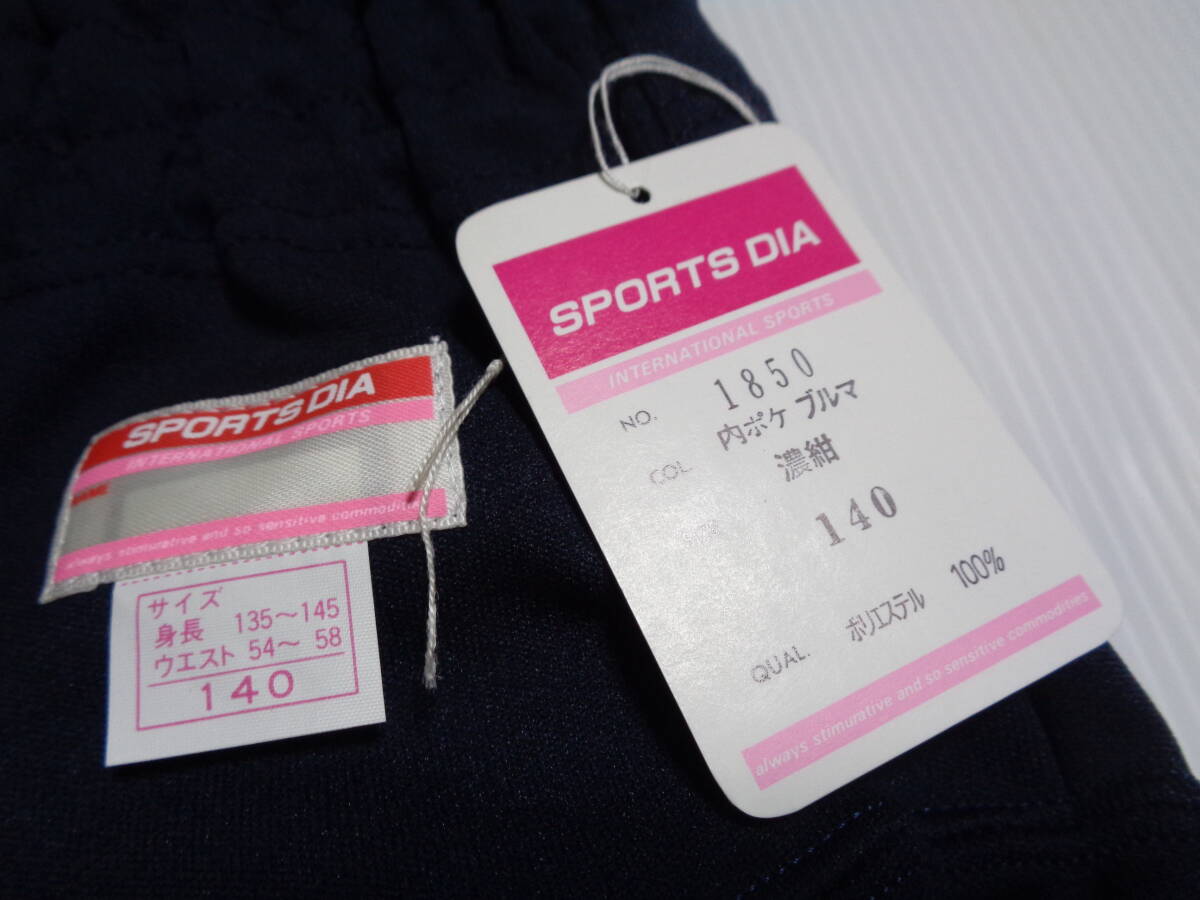 SPORTS DIA
INTERNATIONAL SPORTS
NO. 1850
内ポケ ブルマ
COL 濃紺
140
QUAL. ポリエステル 100%
always stimurative and so sensitive commodities
SPORTS DIA
INTERNATIONAL SPORTS
NAME
always stimurative and so sensitive commodities
サイズ
身長 135～145
ウエスト 54～ 58
140